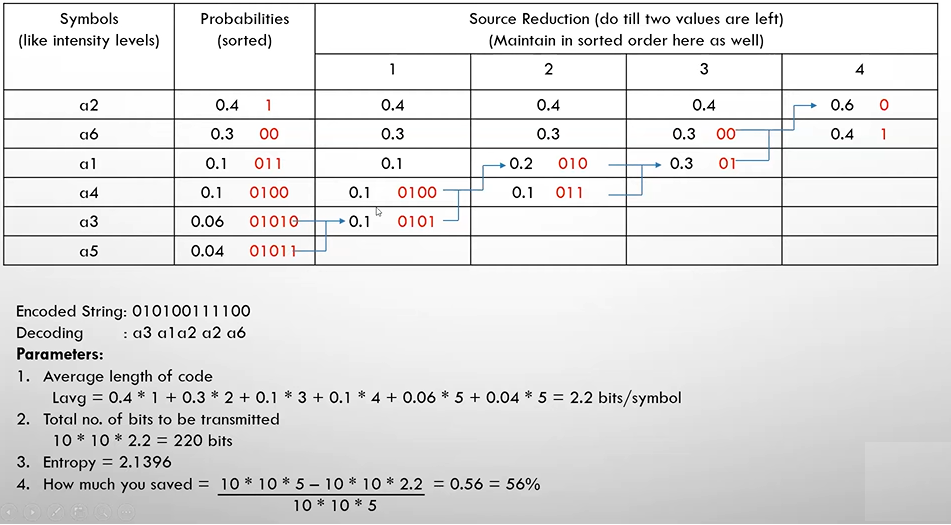 Symbols
(like intensity levels)
Probabilities
(sorted)
Source Reduction (do till two values are left)
(Maintain in sorted order here as well)
1 2 3 4
a2 0.4 1 0.4 0.4 0.4 0.6 0
a6 0.3 00 0.3 0.3 0.3 00 0.4 1
a1 0.1 011 0.1 0.2 010 0.3 01
a4 0.1 0100 0.1 0100 0.1 011
a3 0.06 01010 0.1 0101
a5 0.04 01011
Encoded String: 010100111100
Decoding : a3 a1a2 a2 a6
Parameters:
1. Average length of code
Lavg = 0.4 * 1 + 0.3 * 2 + 0.1 * 3 + 0.1 * 4 + 0.06 * 5 + 0.04 * 5 = 2.2 bits/symbol
2. Total no. of bits to be transmitted
10 * 10 * 2.2 = 220 bits
3. Entropy = 2.1396
4. How much you saved = 10 * 10 * 5 – 10 * 10 * 2.2 = 0.56 = 56%
10 * 10 * 5